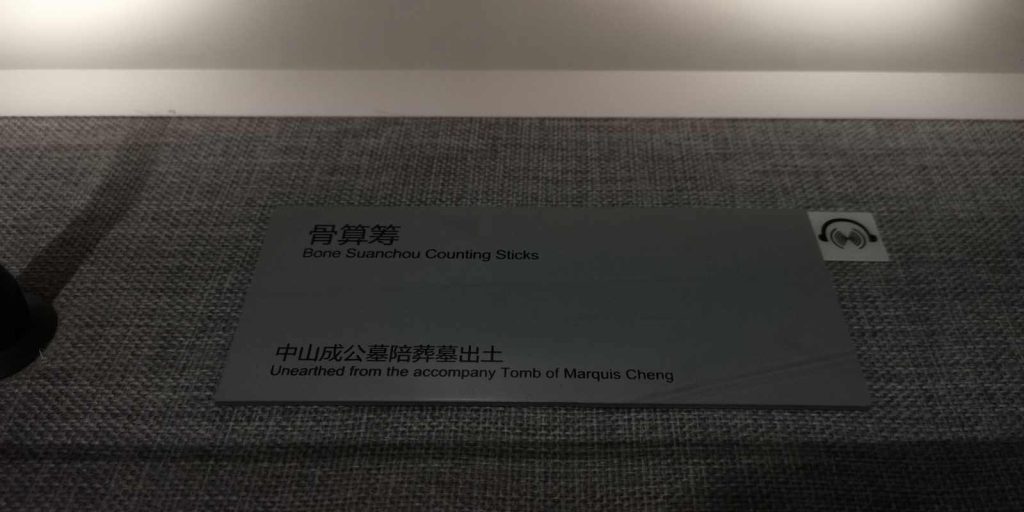 骨算筹
Bone Suanchou Counting Sticks
中山成公墓陪葬墓出土
Unearthed from the accompany Tomb of Marquis Cheng